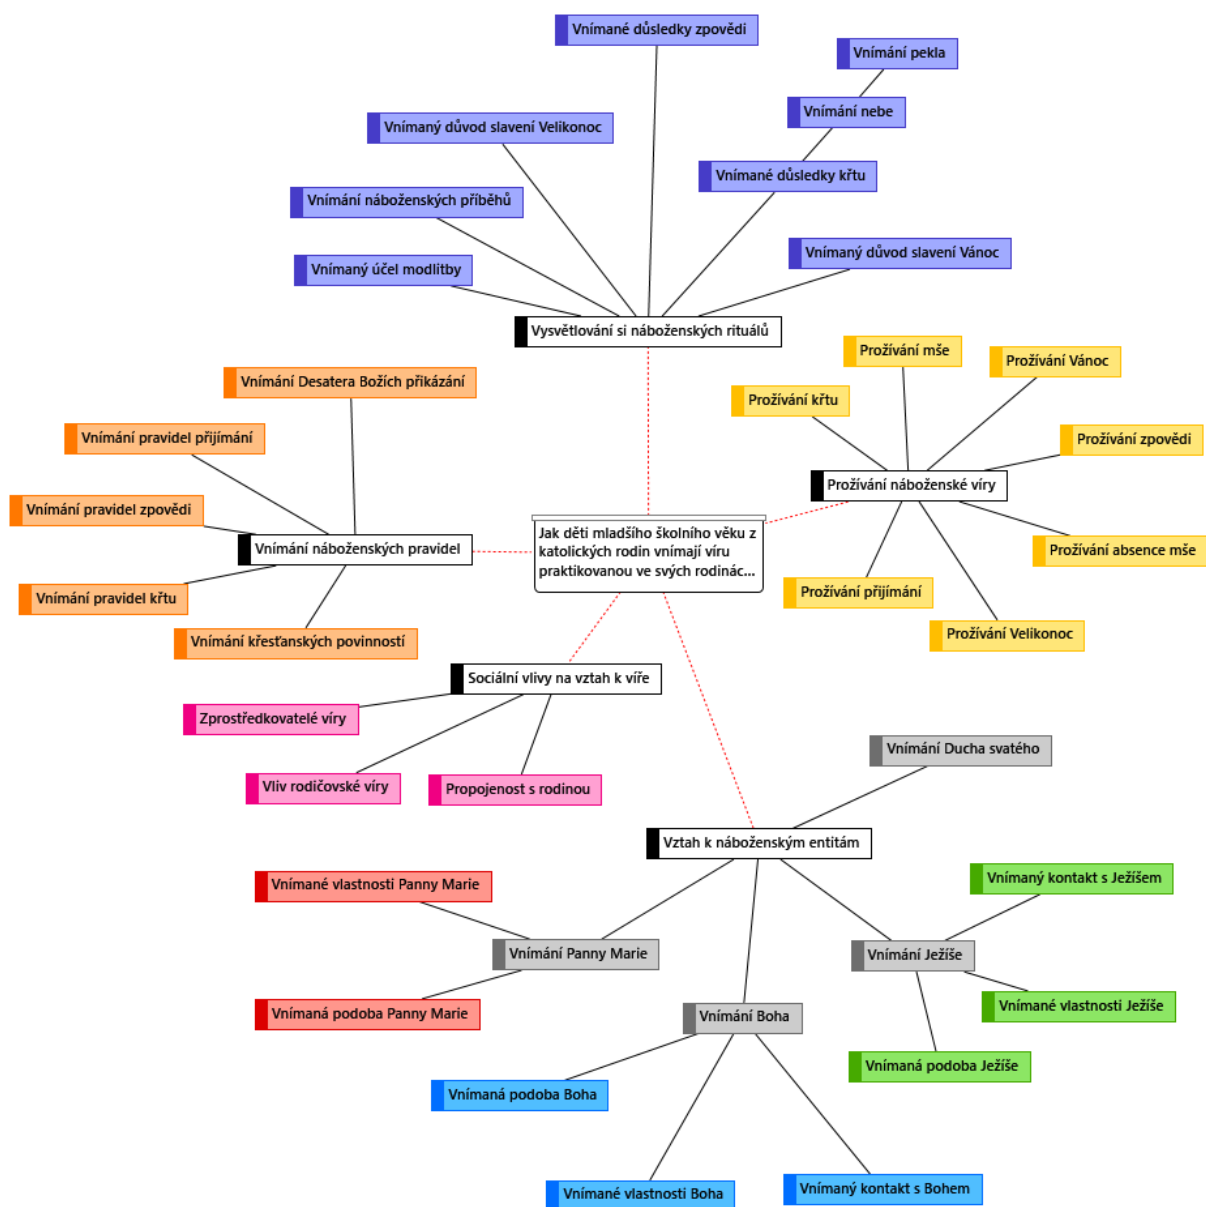 Vnímané důsledky zpovědi
Vnímání pekla
Vnímání nebe
Vnímaný důvod slavení Velikonoc
Vnímané důsledky křtu
Vnímání náboženských příběhů
Vnímaný důvod slavení Vánoc
Vnímaný účel modlitby
Vysvětlování si náboženských rituálů
Prožívání mše
Prožívání Vánoc
Vnímání Desatera Božích přikázání
Prožívání křtu
Vnímání pravidel přijímání
Prožívání zpovědi
Prožívání náboženské víry
Vnímání pravidel zpovědi
Vnímání náboženských pravidel
Jak děti mladšího školního věku z
katolických rodin vnímají víru
praktikovanou ve svých rodinác...
Prožívání absence mše
Vnímání pravidel křtu
Prožívání přijímání
Vnímání křesťanských povinností
Prožívání Velikonoc
Sociální vlivy na vztah k víře
Zprostředkovatelé víry
Vliv rodičovské víry
Propojenost s rodinou
Vnímání Ducha svatého
Vztah k náboženským entitám
Vnímané vlastnosti Panny Marie
Vnímaný kontakt s Ježíšem
Vnímání Panny Marie
Vnímání Ježíše
Vnímaná podoba Panny Marie
Vnímání Boha
Vnímané vlastnosti Ježíše
Vnímaná podoba Ježíše
Vnímaná podoba Boha
Vnímané vlastnosti Boha
Vnímaný kontakt s Bohem